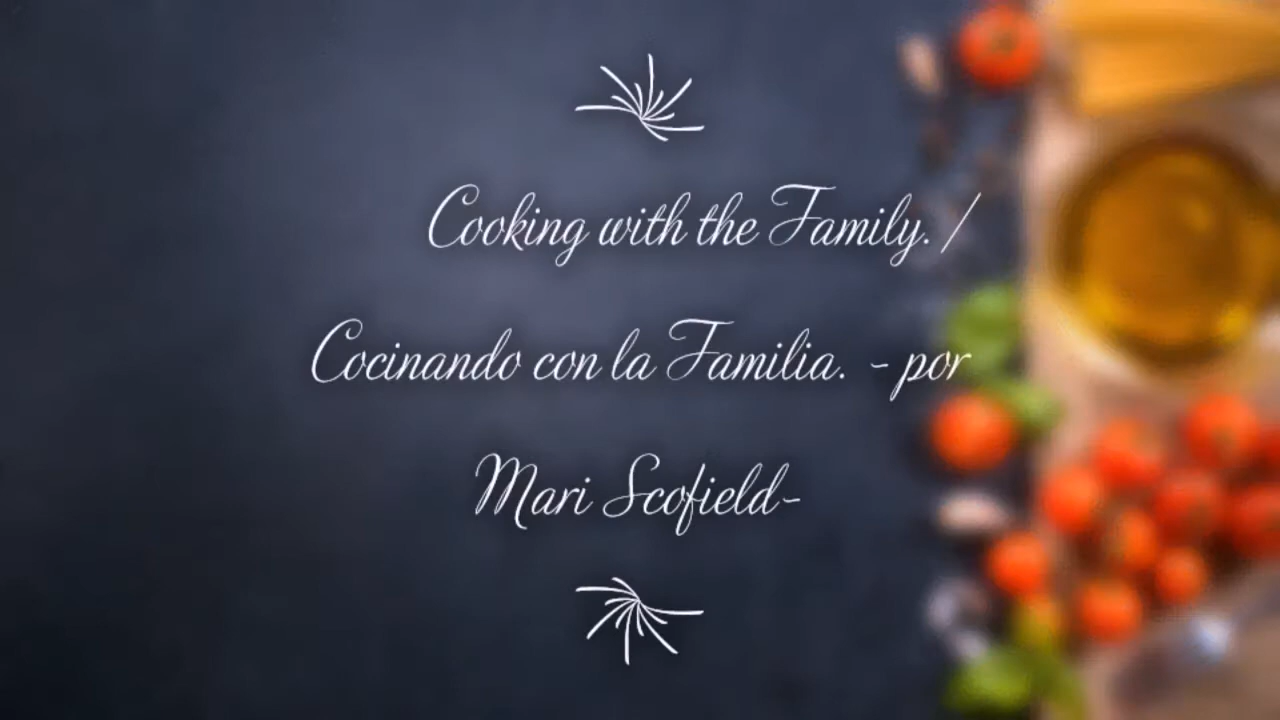 Cooking with the Family. /
Cocinando con la Familia. - por
Mari Scofield-